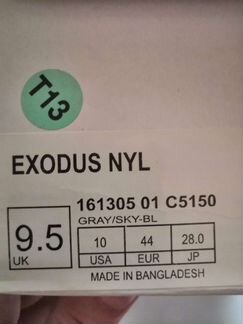 T13
EXODUS NYL
161305 01 C5150
GRAY/SKY-BL
9.5
UK
10 44 28.0
USA EUR JP
MADE IN BANGLADESH